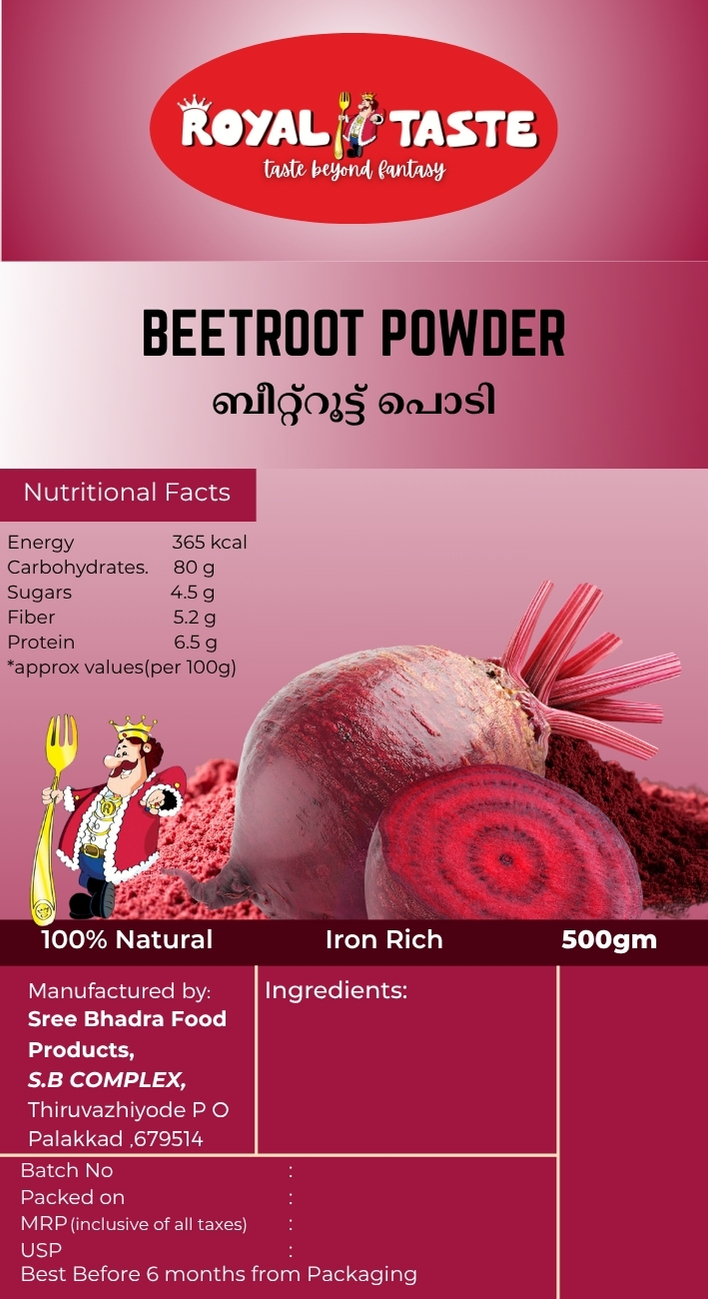 ROYAL TASTE
taste beyond fantasy
BEETROOT POWDER
ബീറ്റ്റൂട്ട് പൊടി
Nutritional Facts
Energy 365 kcal
Carbohydrates. 80 g
Sugars 4.5 g
Fiber 5.2 g
Protein 6.5 g
*approx values(per 100g)
100% Natural Iron Rich 500gm
Manufactured by:
Sree Bhadra Food
Products,
S.B COMPLEX,
Thiruvazhiyode P O
Palakkad ,679514
Ingredients:
Batch No :
Packed on :
MRP(inclusive of all taxes) :
USP :
Best Before 6 months from Packaging